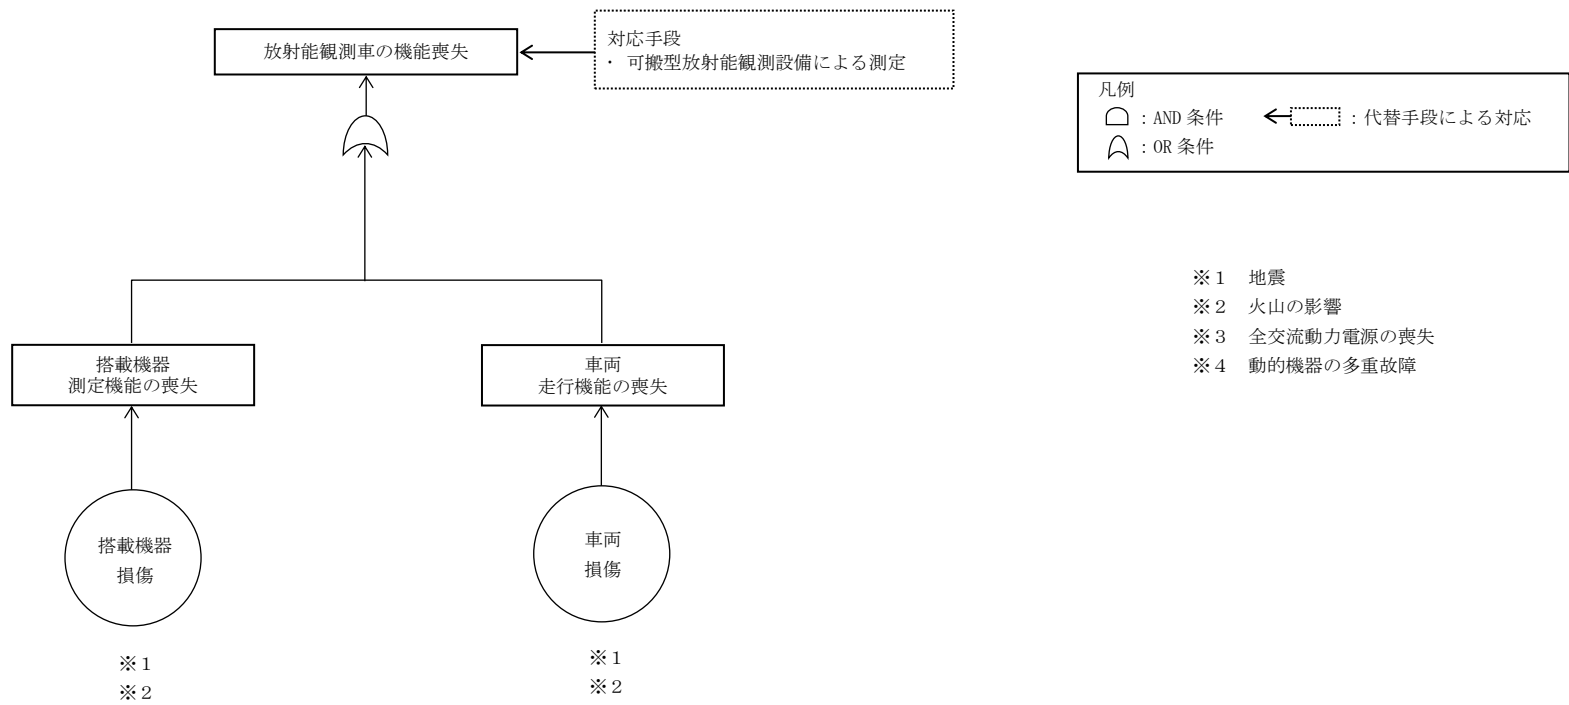 放射能観測車の機能喪失
対応手段
・ 可搬型放射能観測設備による測定
凡例
：AND 条件
：代替手段による対応
：OR 条件
※１　地震
※２　火山の影響
※３　全交流動力電源の喪失
※４　動的機器の多重故障
搭載機器
測定機能の喪失
車両
走行機能の喪失
搭載機器
損傷
車両
損傷
※１
※２
※１
※２